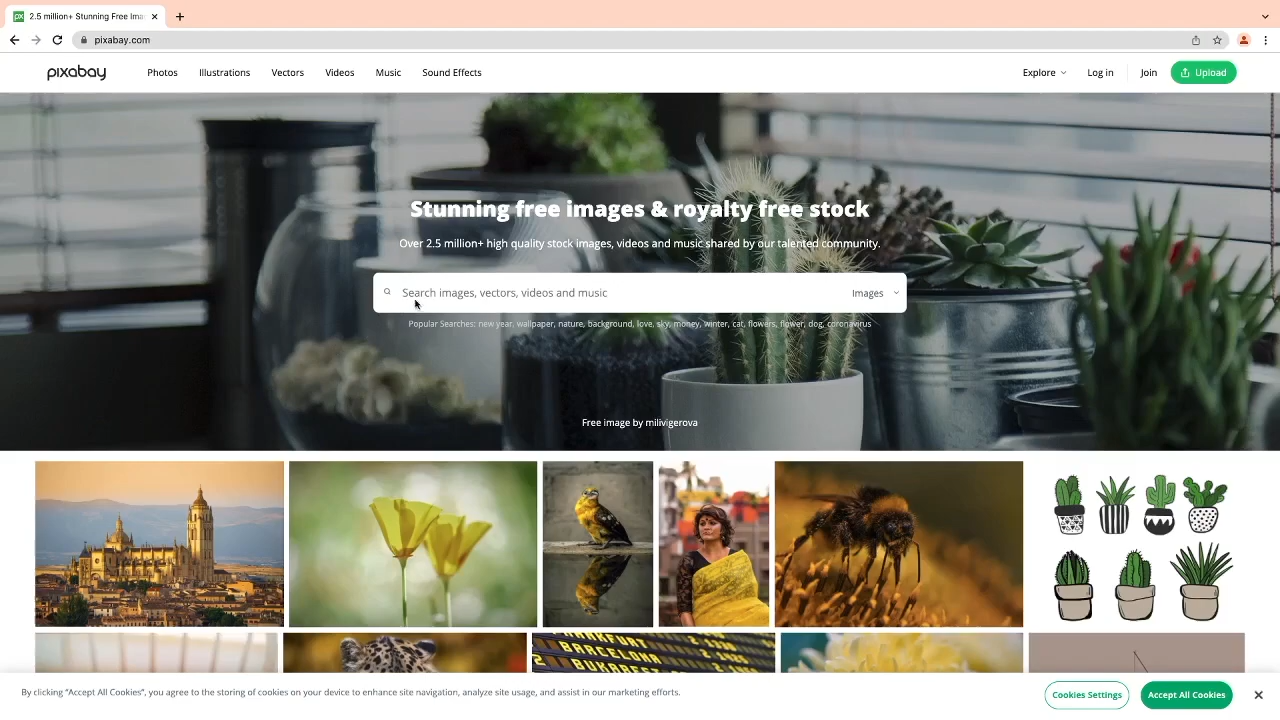 2.5 million+ Stunning Free Ima
pixabay.com
pixabay Photos Illustrations Vectors Videos Music Sound Effects Explore Log in Join Upload
Stunning free images & royalty free stock
Over 2.5 million+ high quality stock images, videos and music shared by our talented community.
Search images, vectors, videos and music Images
Popular Searches: new year, wallpaper, nature, background, love, sky, money, winter, cat, flowers, flower, dog, coronavirus
Free image by milivigerova
FRANKFURT
BARCELONA
By clicking "Accept All Cookies", you agree to the storing of cookies on your device to enhance site navigation, analyze site usage, and assist in our marketing efforts.
Cookies Settings Accept All Cookies